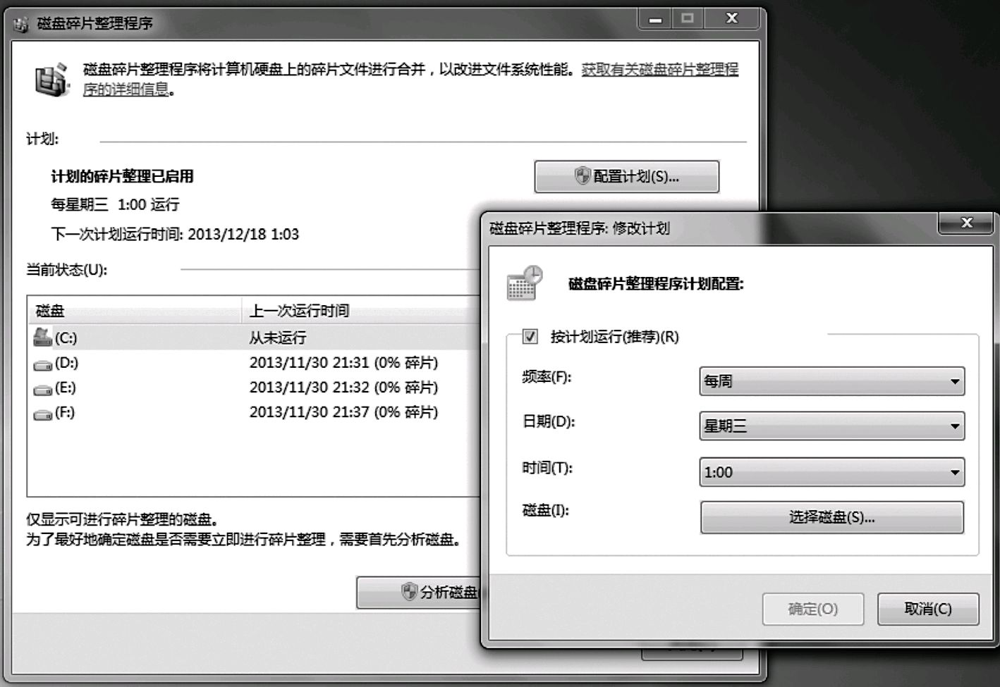 磁盘碎片整理程序
磁盘碎片整理程序将计算机硬盘上的碎片文件进行合并，以改进文件系统性能。获取有关磁盘碎片整理程
序的详细信息。
计划:
计划的碎片整理已启用
配置计划(S)...
每星期三 1:00 运行
下一次计划运行时间: 2013/12/18 1:03
当前状态(U):
磁盘 上一次运行时间
(C:) 从未运行
(D:) 2013/11/30 21:31 (0% 碎片)
(E:) 2013/11/30 21:32 (0% 碎片)
(F:) 2013/11/30 21:37 (0% 碎片)
仅显示可进行碎片整理的磁盘。
为了最好地确定磁盘是否需要立即进行碎片整理，需要首先分析磁盘。
分析磁盘(
磁盘碎片整理程序: 修改计划
磁盘碎片整理程序计划配置:
按计划运行(推荐)(R)
频率(F): 每周
日期(D): 星期三
时间(T): 1:00
磁盘(I): 选择磁盘(S)...
确定(O) 取消(C)